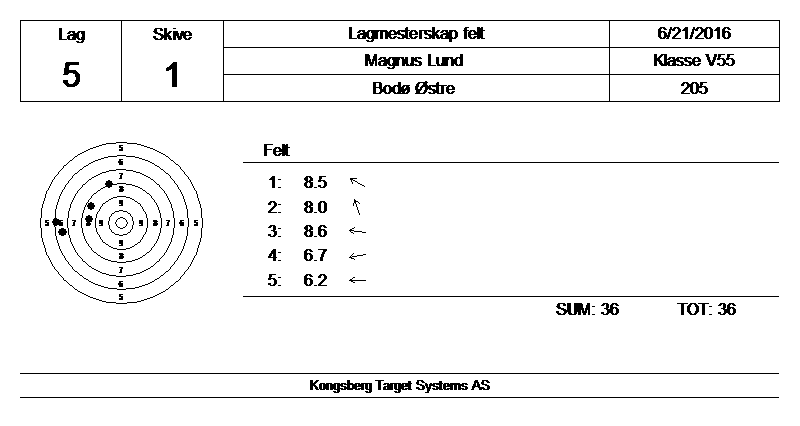 Lag Skive Lagmesterskap felt 6/21/2016
5 1 Magnus Lund Klasse V55
Bodø Østre 205
Felt
1: 8.5
2: 8.0
3: 8.6
4: 6.7
5: 6.2
SUM: 36 TOT: 36
5
6
7
8
9
5 6 7 8 9 9 8 7 6 5
9
8
7
6
5
Kongsberg Target Systems AS